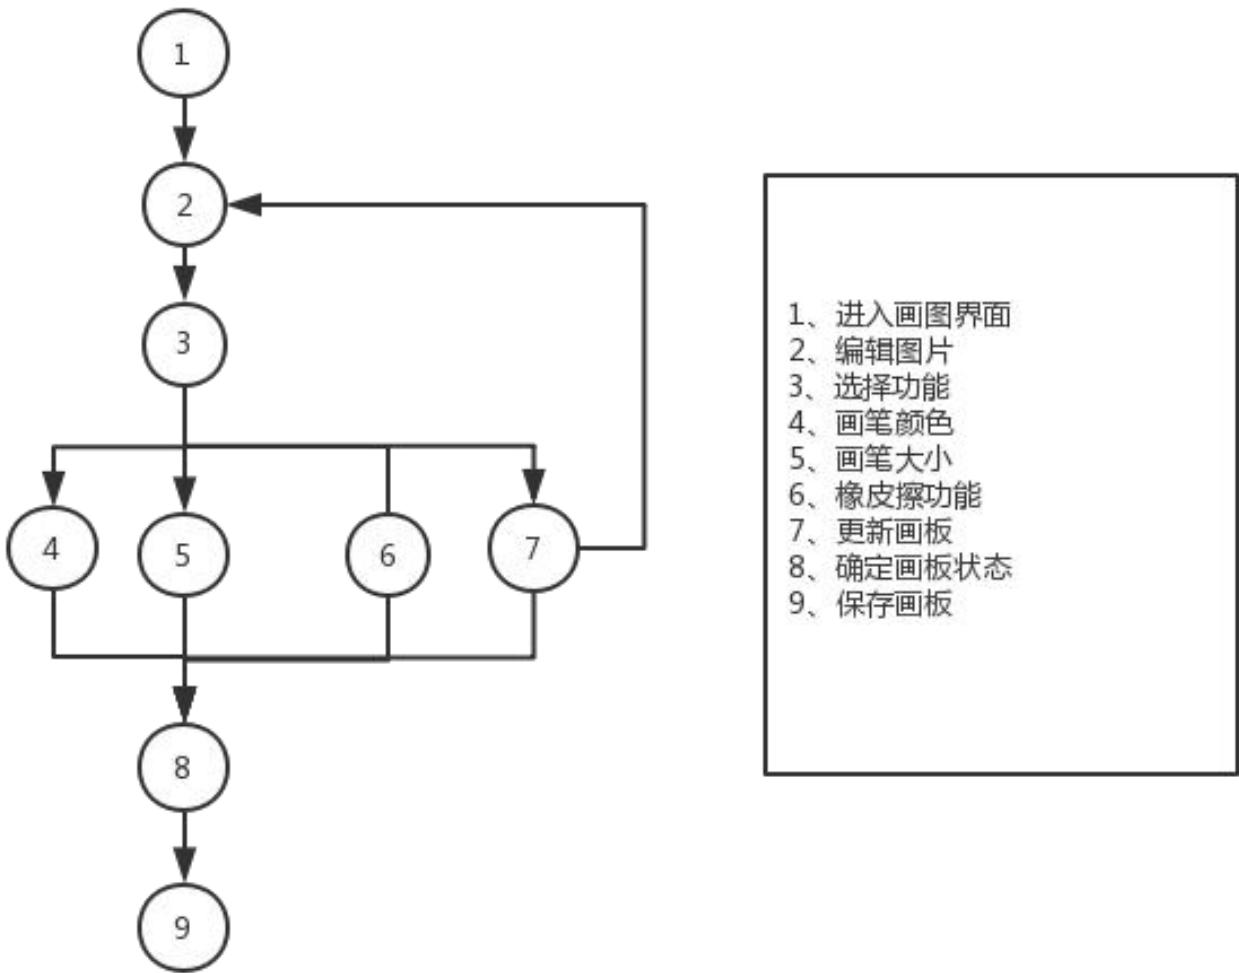 1
2
3
4
5
6
7
8
9
1、进入画图界面
2、编辑图片
3、选择功能
4、画笔颜色
5、画笔大小
6、橡皮擦功能
7、更新画板
8、确定画板状态
9、保存画板